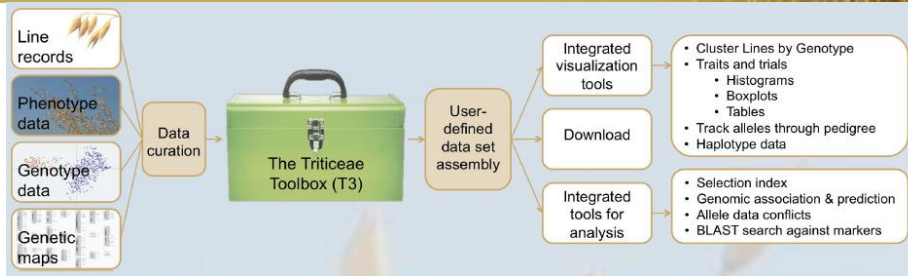 Line
records
Phenotype
data
Genotype
data
Genetic
maps
Data
curation
The Triticeae
Toolbox (T3)
User-
defined
data set
assembly
Integrated
visualization
tools
Download
Integrated
tools for
analysis
• Cluster Lines by Genotype
• Traits and trials
• Histograms
• Boxplots
• Tables
• Track alleles through pedigree
• Haplotype data
• Selection index
• Genomic association & prediction
• Allele data conflicts
• BLAST search against markers